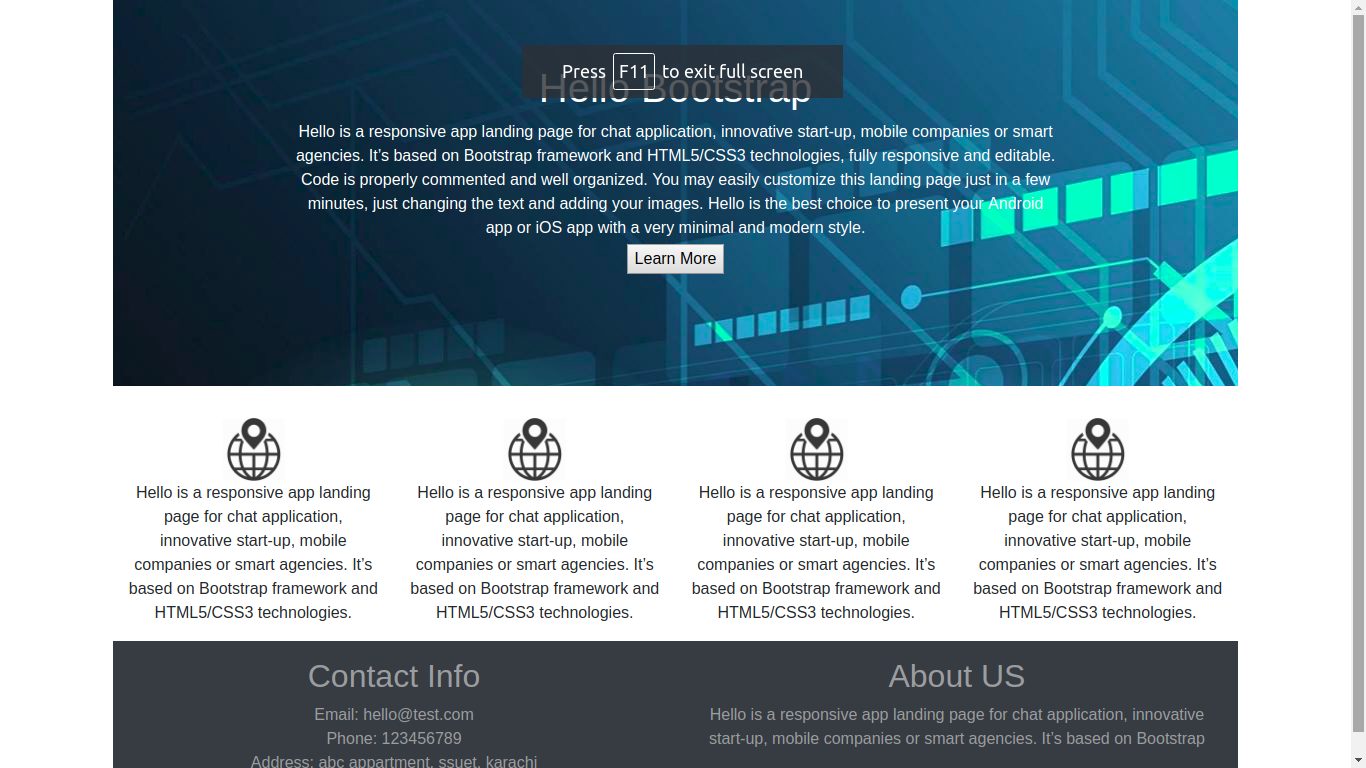 Press F11 to exit full screen
Hello Bootstrap
Hello is a responsive app landing page for chat application, innovative start-up, mobile companies or smart
agencies. It’s based on Bootstrap framework and HTML5/CSS3 technologies, fully responsive and editable.
Code is properly commented and well organized. You may easily customize this landing page just in a few
minutes, just changing the text and adding your images. Hello is the best choice to present your Android
app or iOS app with a very minimal and modern style.
Learn More
Hello is a responsive app landing
page for chat application,
innovative start-up, mobile
companies or smart agencies. It’s
based on Bootstrap framework and
HTML5/CSS3 technologies.
Hello is a responsive app landing
page for chat application,
innovative start-up, mobile
companies or smart agencies. It’s
based on Bootstrap framework and
HTML5/CSS3 technologies.
Hello is a responsive app landing
page for chat application,
innovative start-up, mobile
companies or smart agencies. It’s
based on Bootstrap framework and
HTML5/CSS3 technologies.
Hello is a responsive app landing
page for chat application,
innovative start-up, mobile
companies or smart agencies. It’s
based on Bootstrap framework and
HTML5/CSS3 technologies.
Contact Info
Email: hello@test.com
Phone: 123456789
Address: abc appartment, ssuet, karachi
About US
Hello is a responsive app landing page for chat application, innovative
start-up, mobile companies or smart agencies. It’s based on Bootstrap